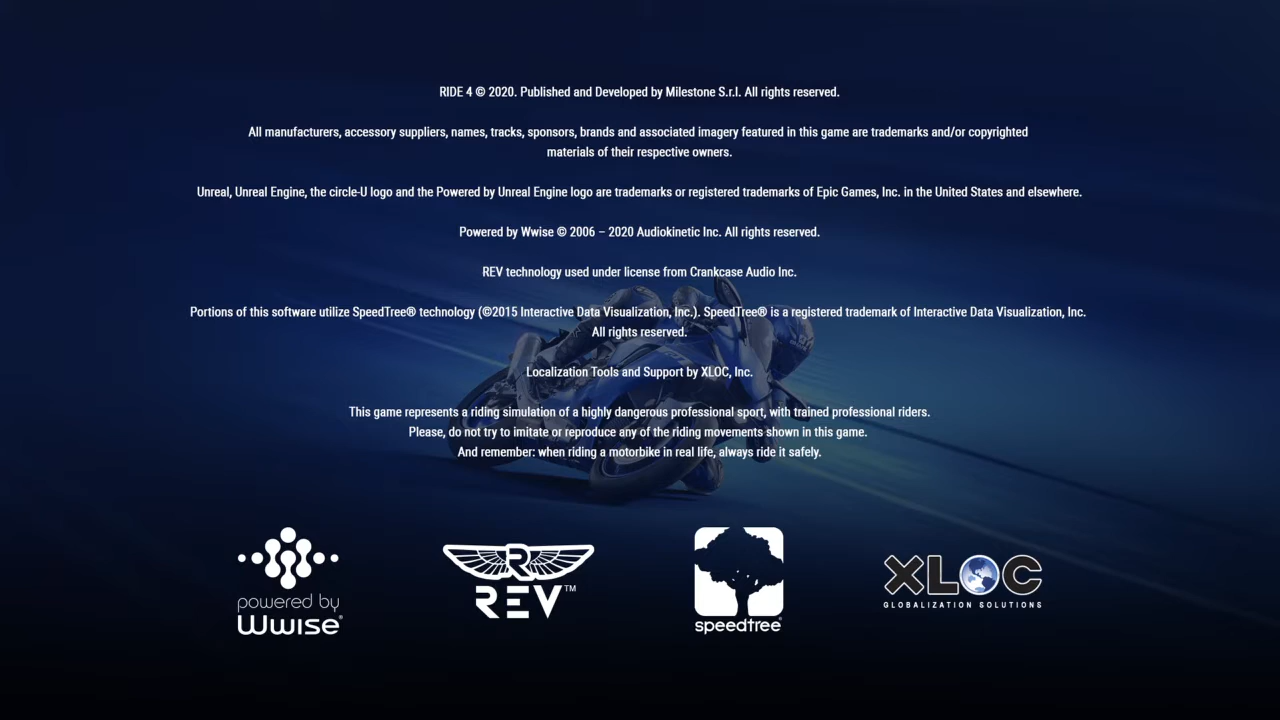 RIDE 4 © 2020. Published and Developed by Milestone S.r.l. All rights reserved.
All manufacturers, accessory suppliers, names, tracks, sponsors, brands and associated imagery featured in this game are trademarks and/or copyrighted
materials of their respective owners.
Unreal, Unreal Engine, the circle-U logo and the Powered by Unreal Engine logo are trademarks or registered trademarks of Epic Games, Inc. in the United States and elsewhere.
Powered by Wwise © 2006 – 2020 Audiokinetic Inc. All rights reserved.
REV technology used under license from Crankcase Audio Inc.
Portions of this software utilize SpeedTree® technology (©2015 Interactive Data Visualization, Inc.). SpeedTree® is a registered trademark of Interactive Data Visualization, Inc.
All rights reserved.
Localization Tools and Support by XLOC, Inc.
This game represents a riding simulation of a highly dangerous professional sport, with trained professional riders.
Please, do not try to imitate or reproduce any of the riding movements shown in this game.
And remember: when riding a motorbike in real life, always ride it safely.
powered by
Wwise®
R
REV™
speedtree®
XLOC
GLOBALIZATION SOLUTIONS